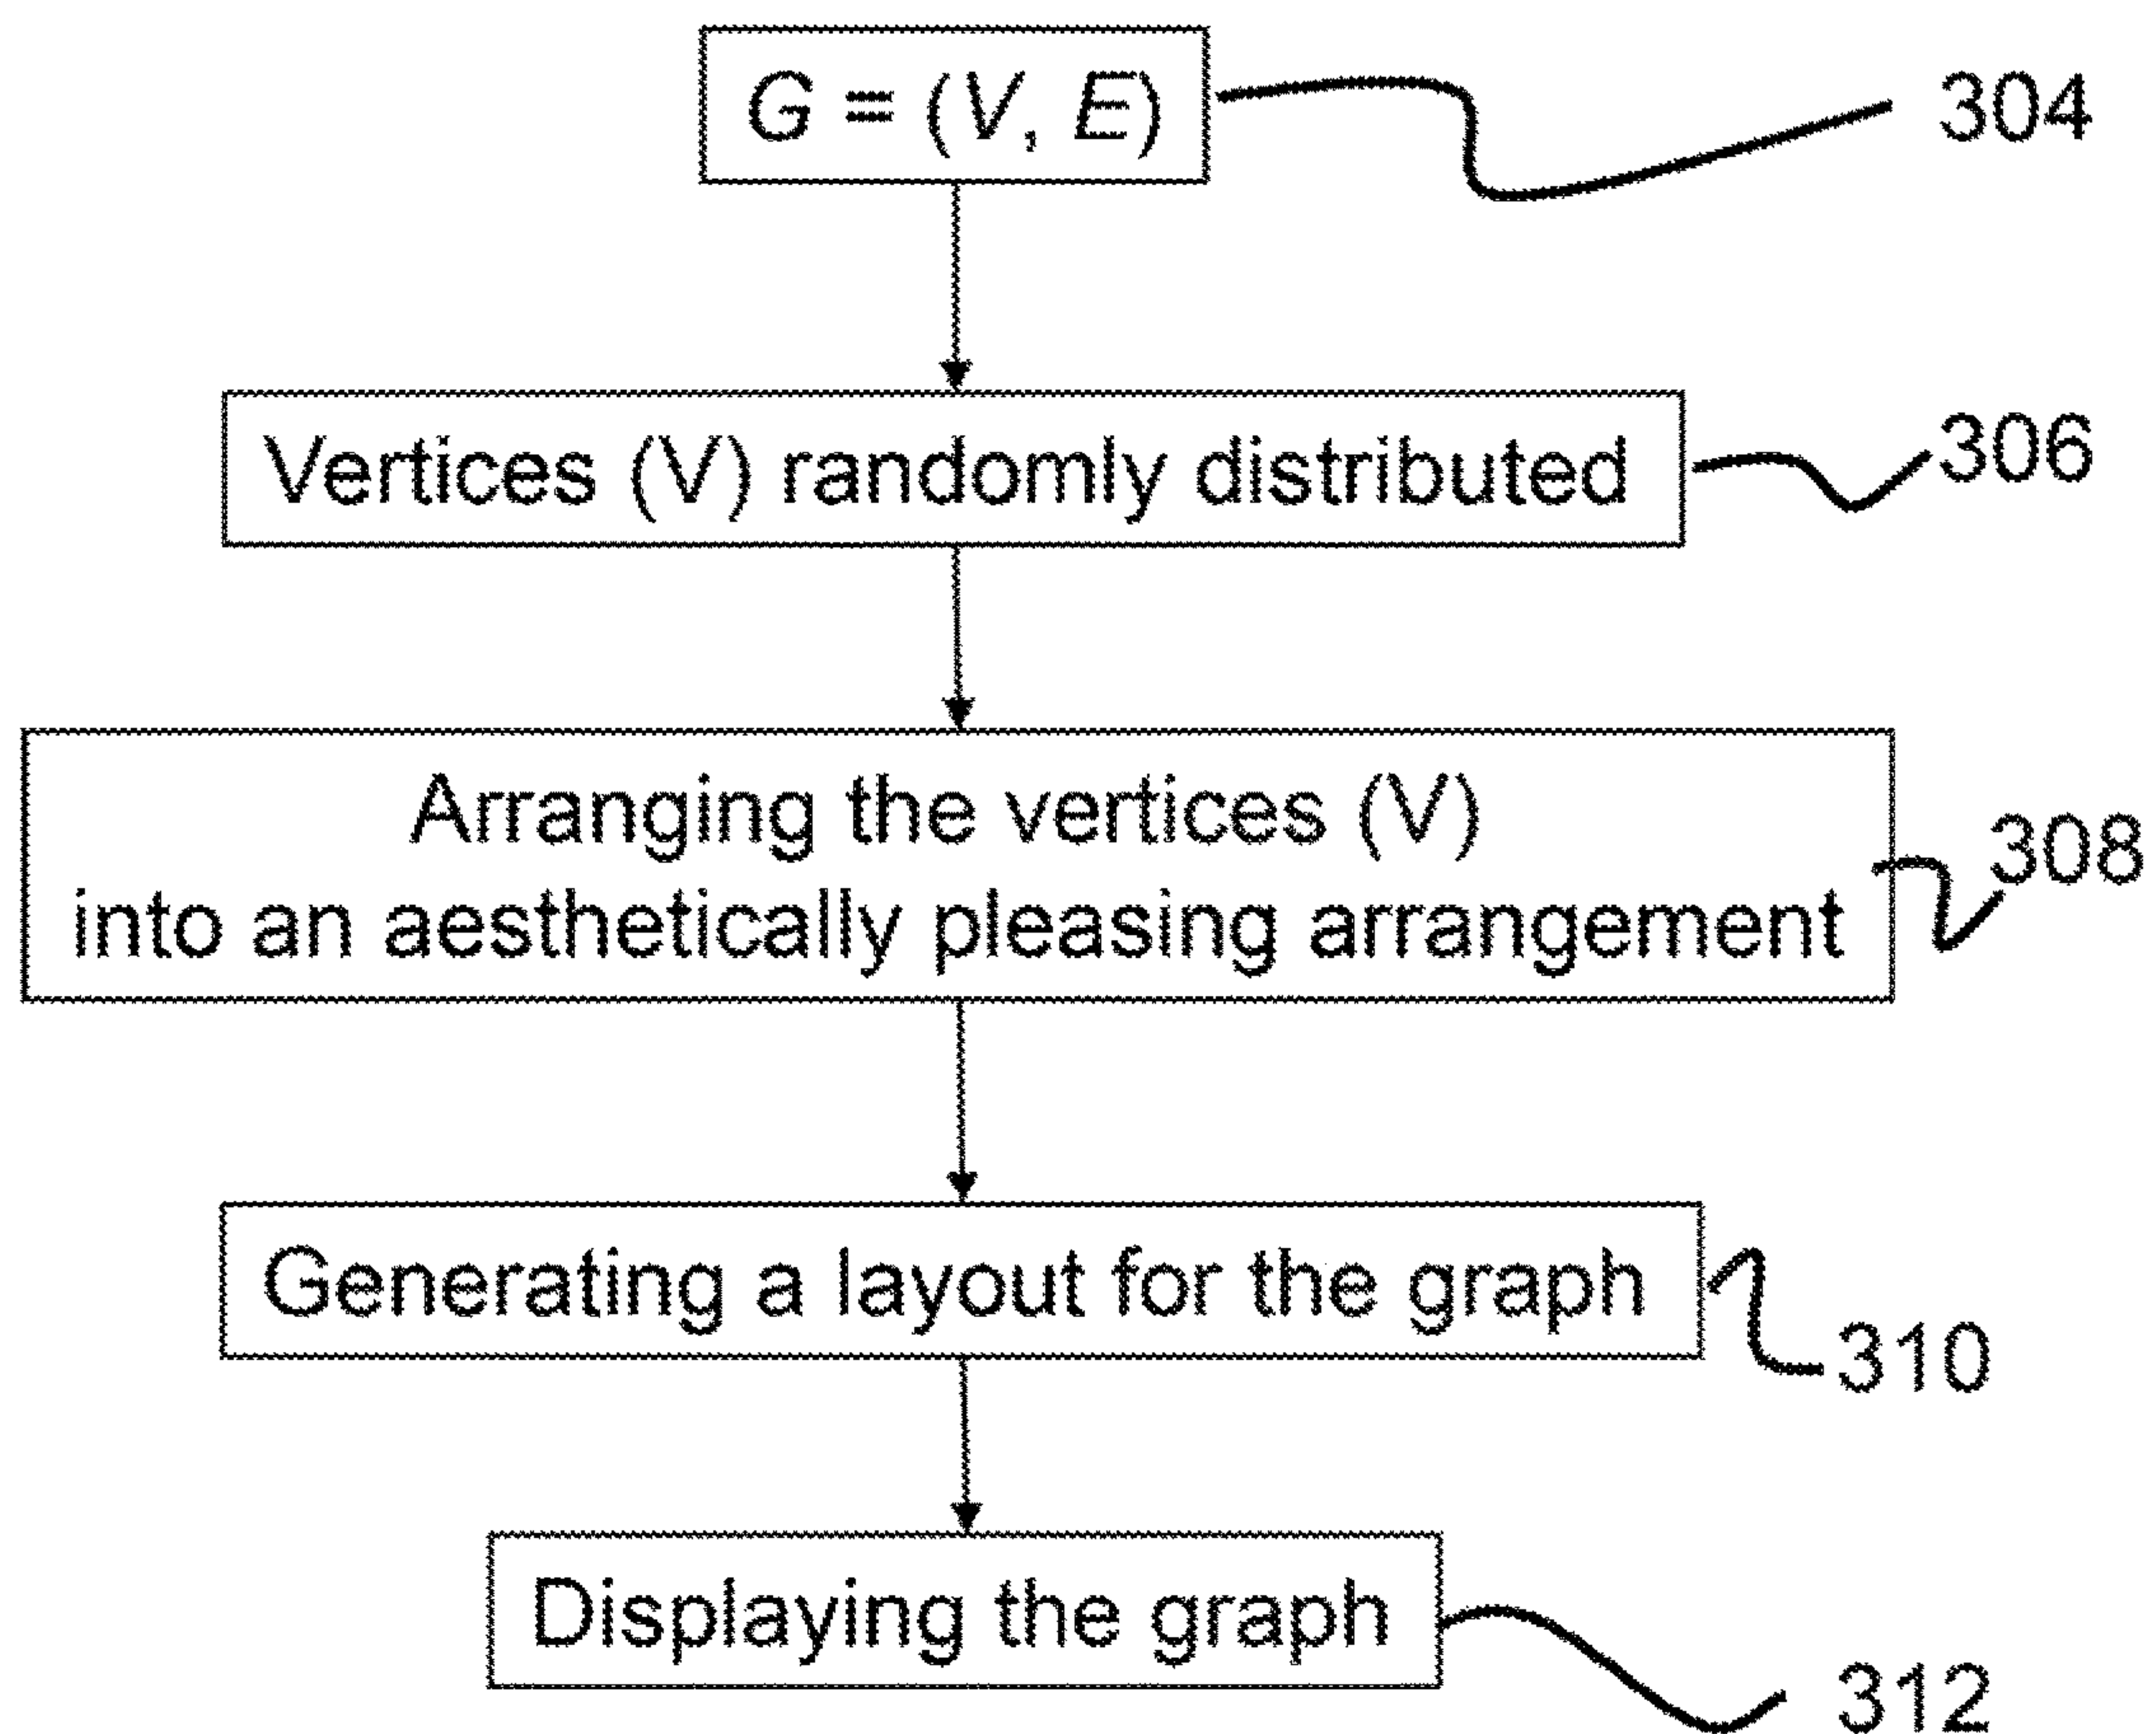 G = (V, E)
304
Vertices (V) randomly distributed
306
Arranging the vertices (V)
into an aesthetically pleasing arrangement
308
Generating a layout for the graph
310
Displaying the graph
312